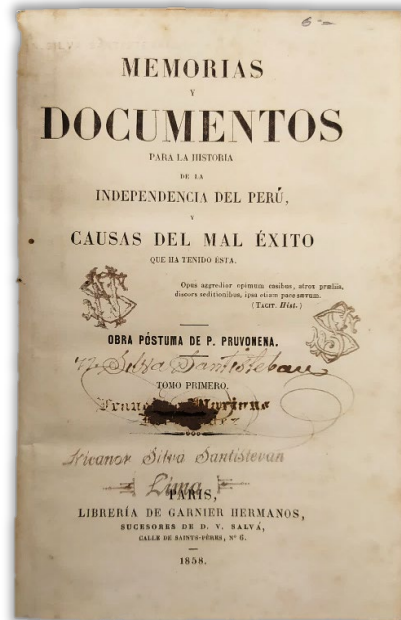 MEMORIAS
Y
DOCUMENTOS
PARA LA HISTORIA
DE LA
INDEPENDENCIA DEL PERÚ,
Y
CAUSAS DEL MAL ÉXITO
QUE HA TENIDO ESTA.
Opus aggredior opimum casibus, atrox prœliis,
discors seditionibus, ipsa etiam pace sævum.
(TACIT. Hist.)
OBRA PÓSTUMA DE P. PRUVONENA.
Silva Santisteban
TOMO PRIMERO.
Nicanor Silva Santistevan
Lima
PARIS,
LIBRERÍA DE GARNIER HERMANOS,
SUCESORES DE D. V. SALVÁ,
CALLE DE SAINTS-PÈRES, Nº 6.
1858.